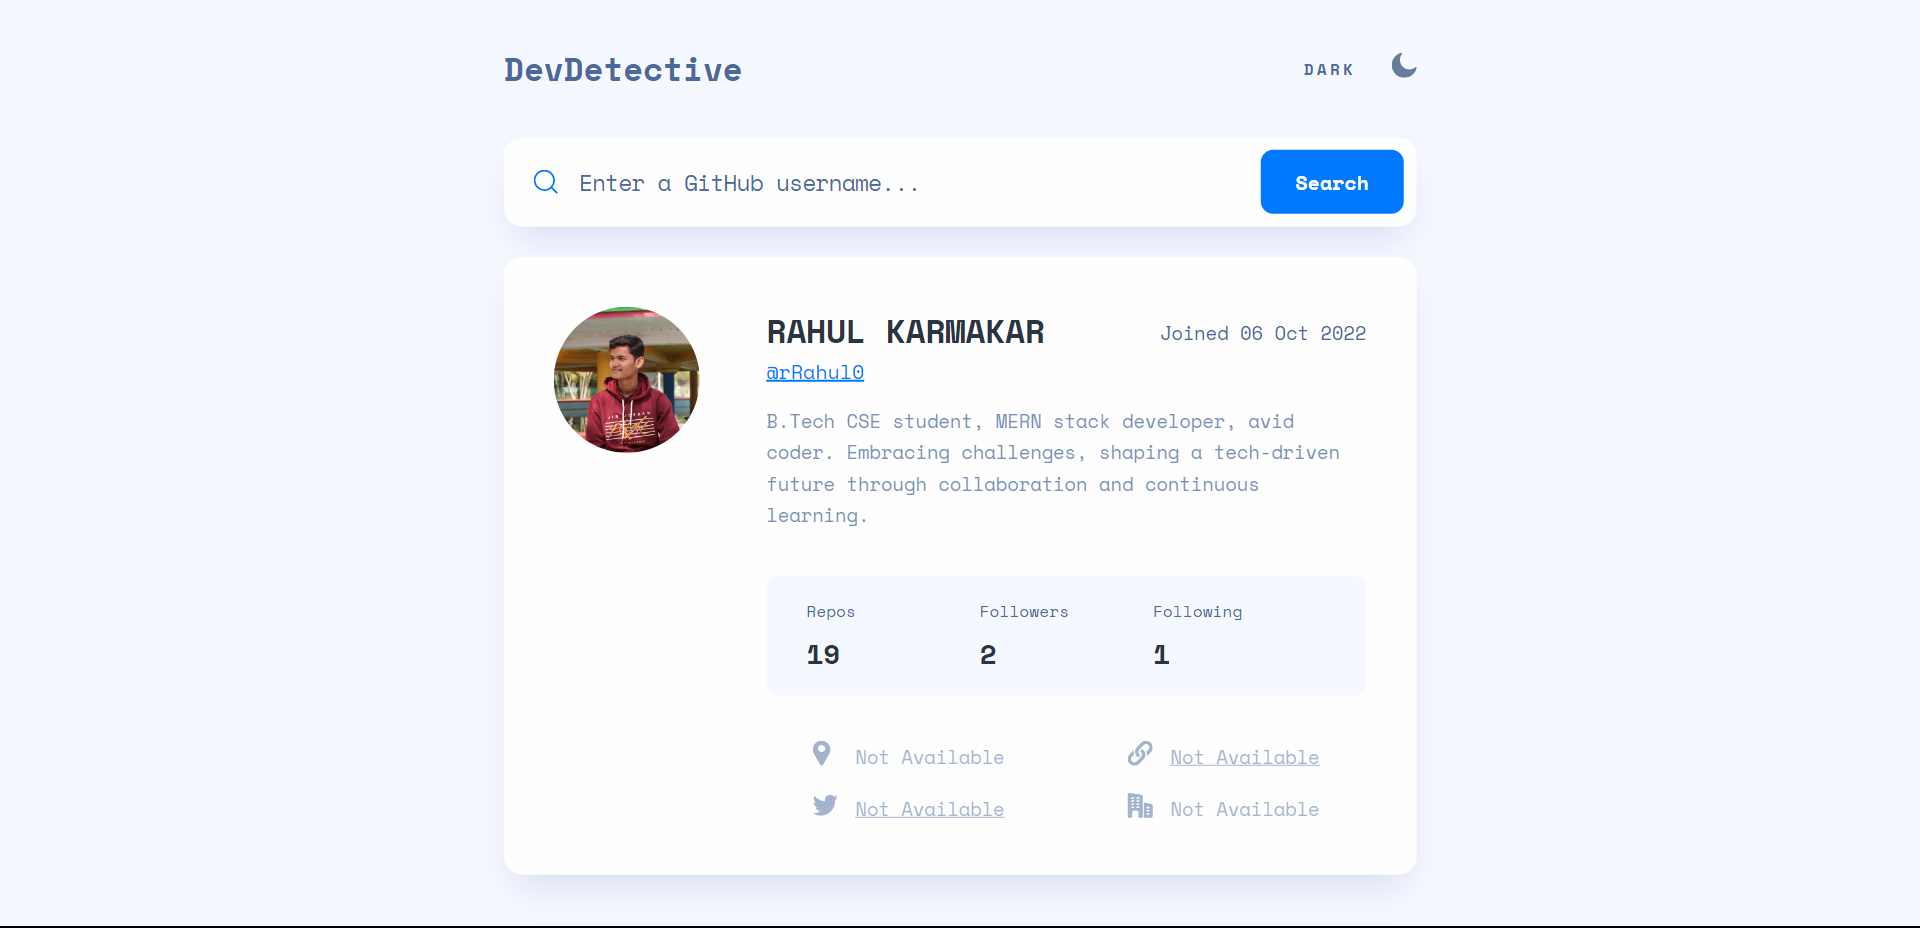 DevDetective
DARK
Enter a GitHub username...
Search
RAHUL KARMAKAR
Joined 06 Oct 2022
@rRahul0
B.Tech CSE student, MERN stack developer, avid
coder. Embracing challenges, shaping a tech-driven
future through collaboration and continuous
learning.
Repos Followers Following
19 2 1
Not Available Not Available
Not Available Not Available